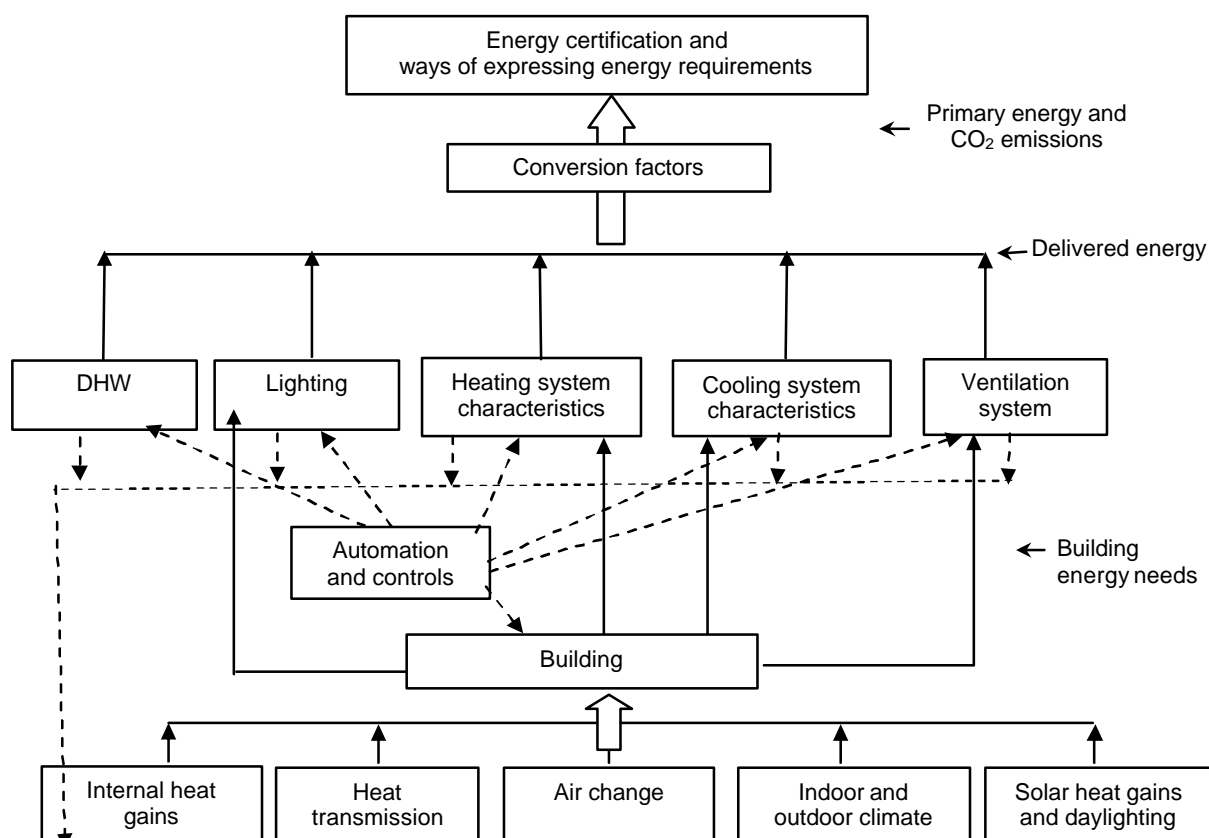 Energy certification and
ways of expressing energy requirements
Primary energy and
CO₂ emissions
Conversion factors
Delivered energy
DHW
Lighting
Heating system
characteristics
Cooling system
characteristics
Ventilation
system
Automation
and controls
Building
energy needs
Building
Internal heat
gains
Heat
transmission
Air change
Indoor and
outdoor climate
Solar heat gains
and daylighting